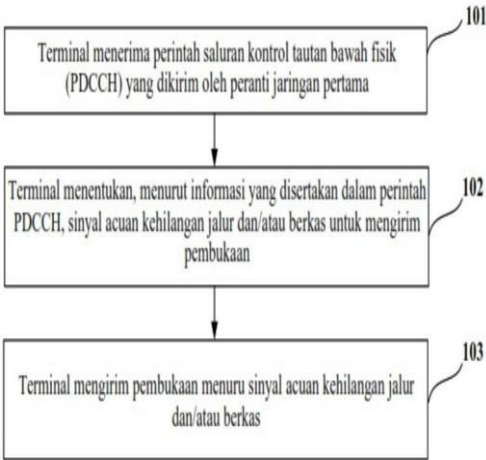 101
Terminal menerima perintah saluran kontrol tautan bawah fisik
(PDCCH) yang dikirim oleh peranti jaringan pertama
Terminal menentukan, menurut informasi yang disertakan dalam perintah
PDCCH, sinyal acuan kehilangan jalur dan/atau berkas untuk mengirim
pembukaan
102
Terminal mengirim pembukaan menuru sinyal acuan kehilangan jalur
dan/atau berkas
103